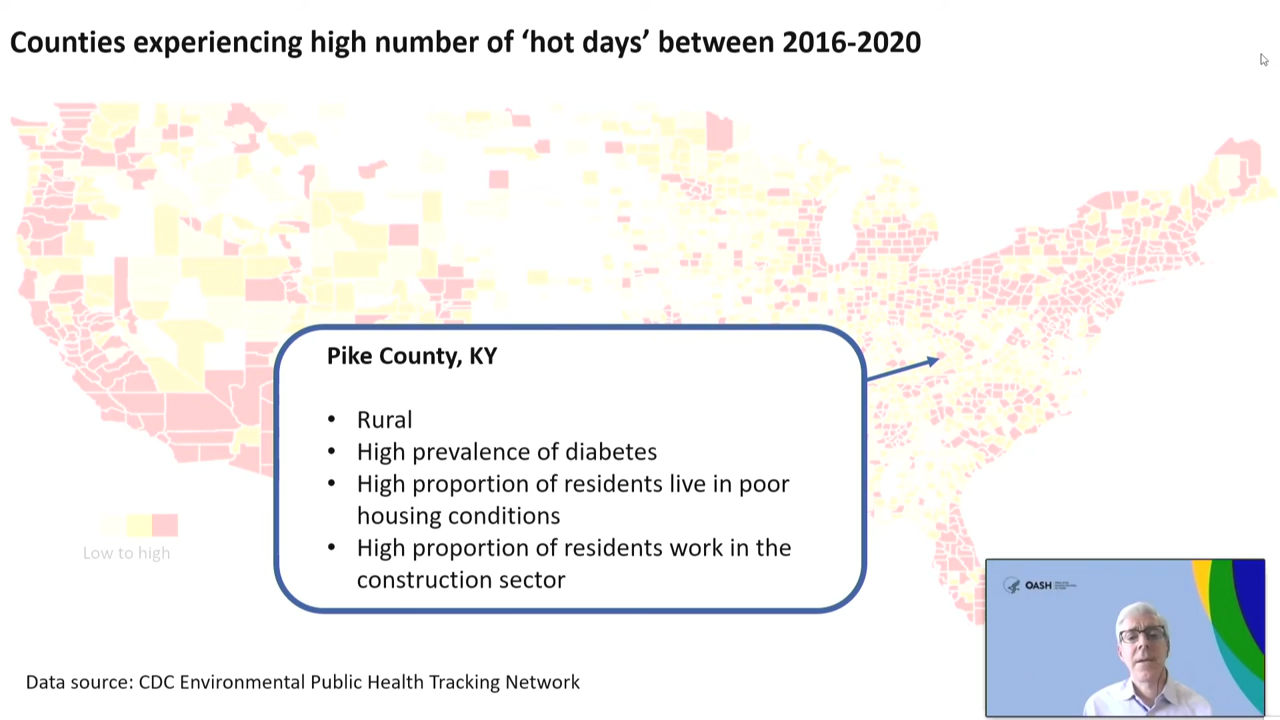 Counties experiencing high number of ‘hot days’ between 2016-2020
Pike County, KY
• Rural
• High prevalence of diabetes
• High proportion of residents live in poor
housing conditions
• High proportion of residents work in the
construction sector
Low to high
Data source: CDC Environmental Public Health Tracking Network
OASH